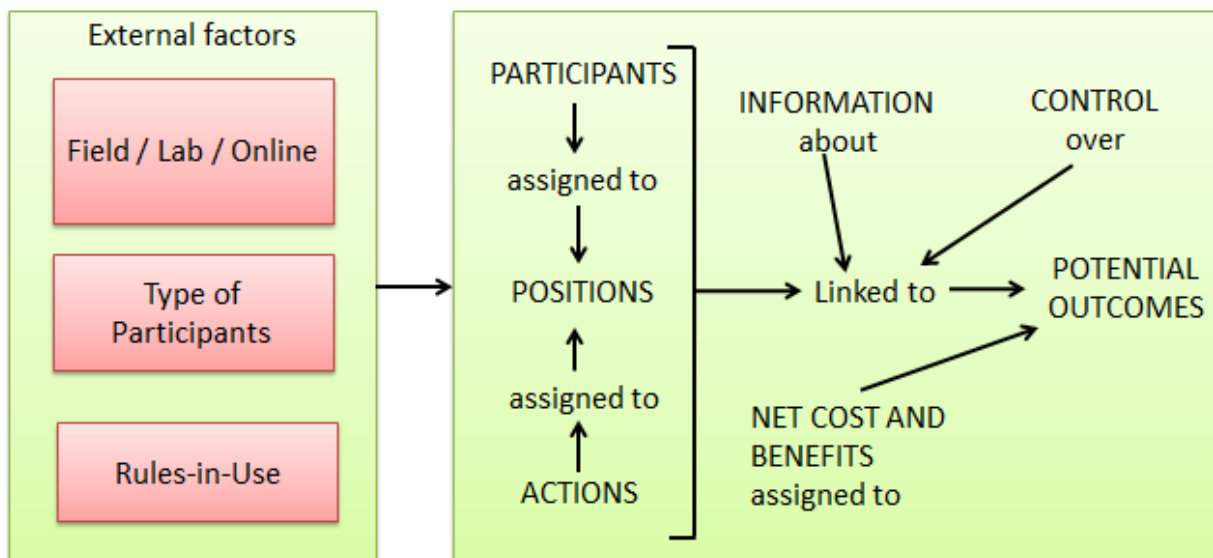 External factors
Field / Lab / Online
Type of
Participants
Rules-in-Use
PARTICIPANTS
assigned to
POSITIONS
assigned to
ACTIONS
INFORMATION
about
CONTROL
over
Linked to
POTENTIAL
OUTCOMES
NET COST AND
BENEFITS
assigned to